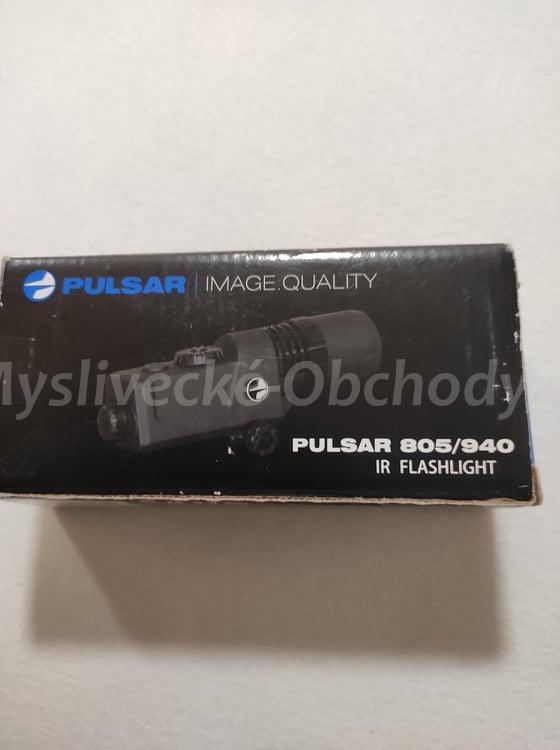 PULSAR | IMAGE.QUALITY
Myslivecké-Obchody
PULSAR 805/940
IR FLASHLIGHT